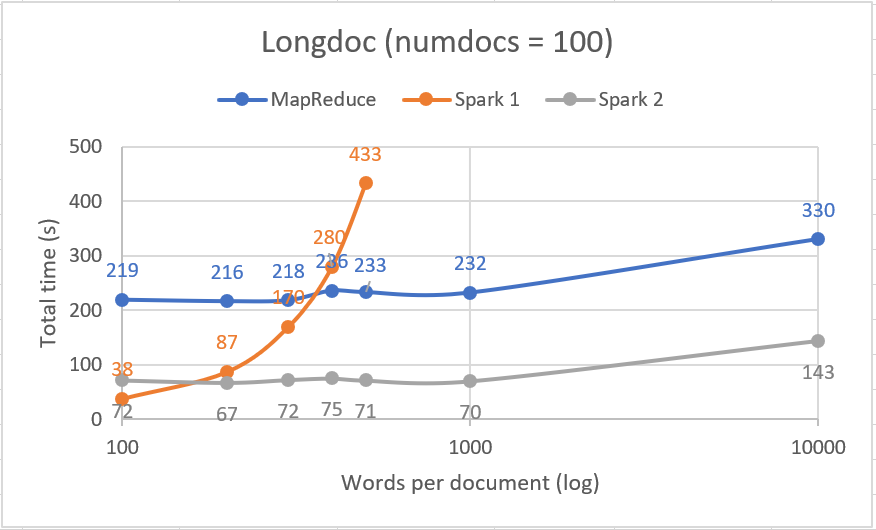 Longdoc (numdocs = 100)
MapReduce Spark 1 Spark 2
500
433
400
300
280
330
219 216 218 236 233 232
200
170
87
100
38
143
72 67 72 75 71 70
0
100 1000 10000
Total time (s)
Words per document (log)